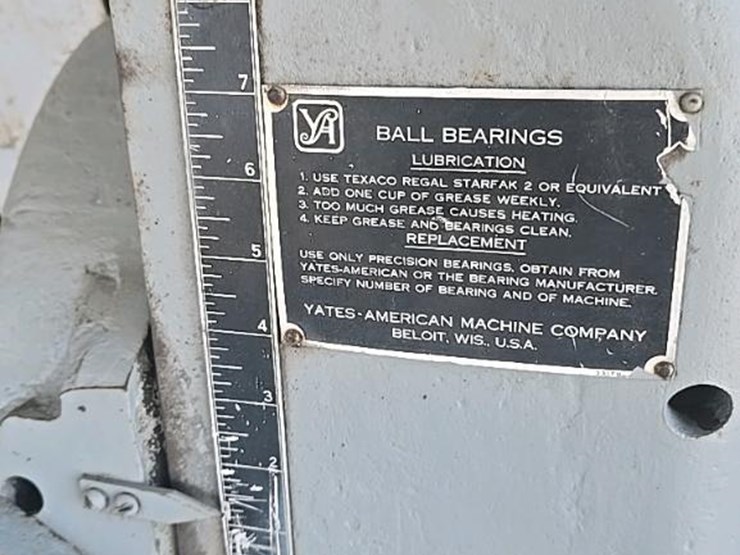 7
6
5
4
3
2
YA
BALL BEARINGS
LUBRICATION
1. USE TEXACO REGAL STARFAK 2 OR EQUIVALENT
2. ADD ONE CUP OF GREASE WEEKLY.
3. TOO MUCH GREASE CAUSES HEATING.
4. KEEP GREASE AND BEARINGS CLEAN.
REPLACEMENT
USE ONLY PRECISION BEARINGS. OBTAIN FROM
YATES-AMERICAN OR THE BEARING MANUFACTURER.
SPECIFY NUMBER OF BEARING AND OF MACHINE.
YATES-AMERICAN MACHINE COMPANY
BELOIT, WIS., U.S.A.